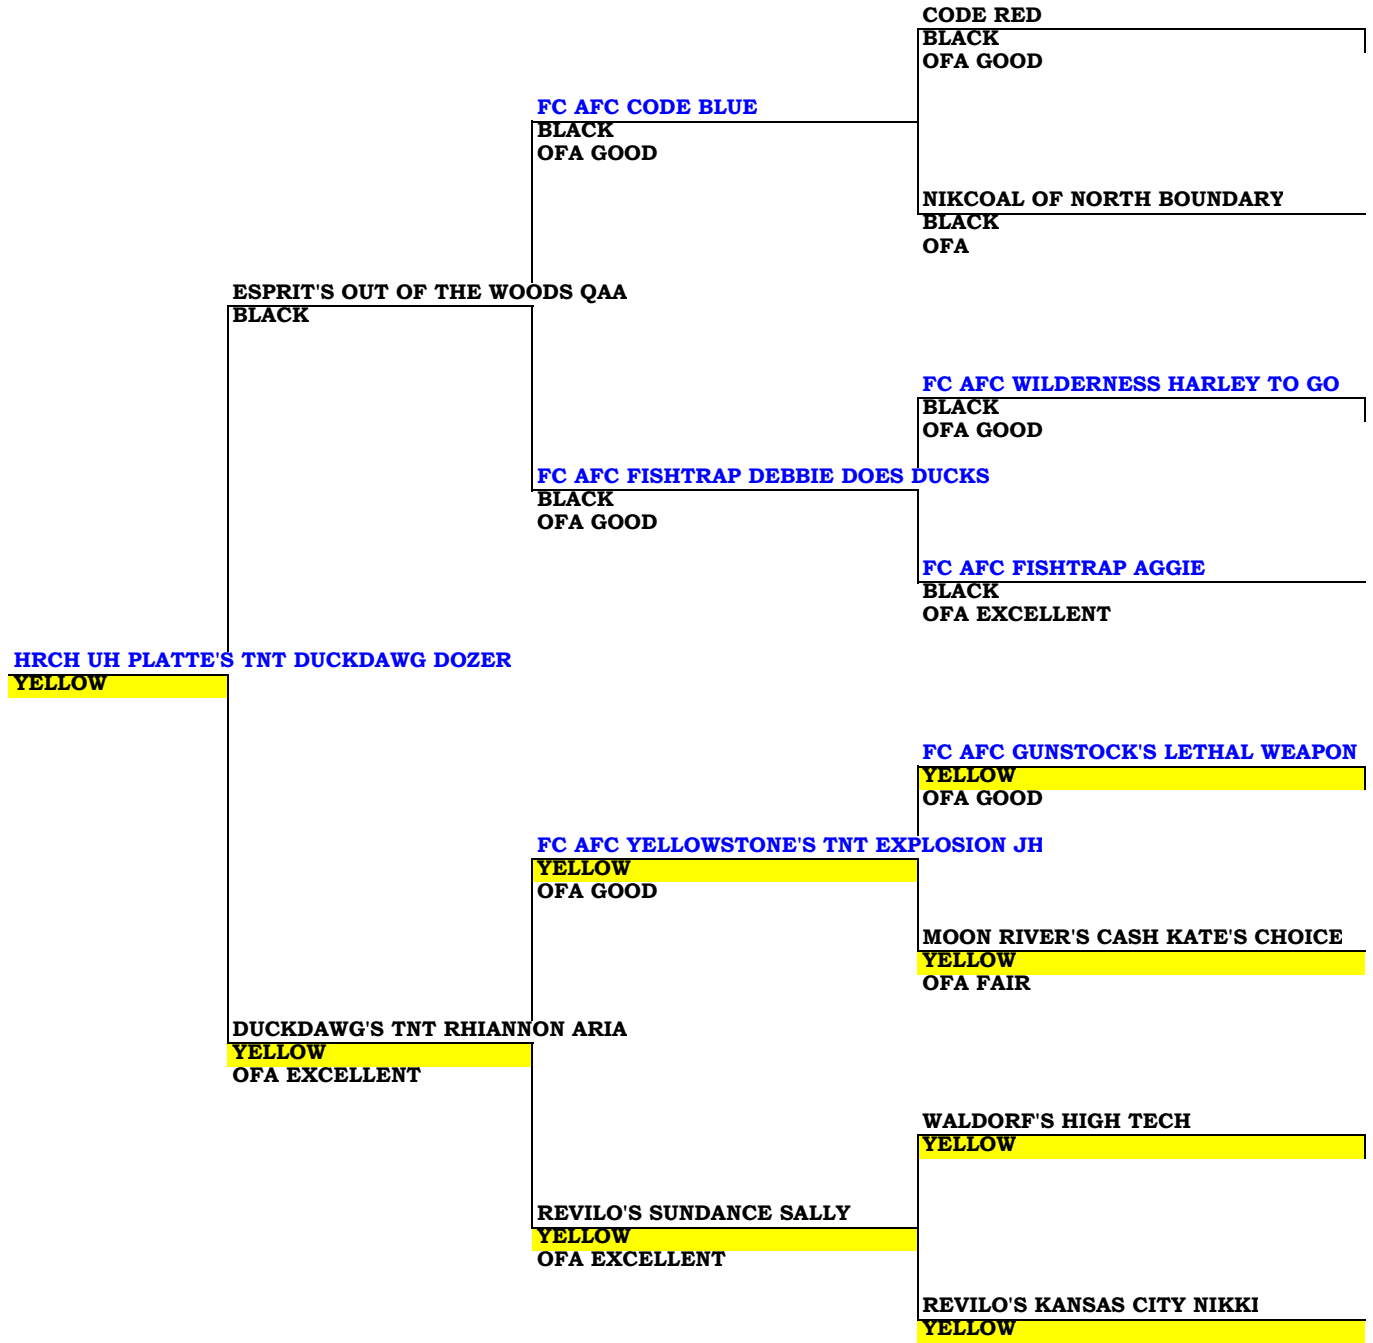 CODE RED
BLACK
OFA GOOD
FC AFC CODE BLUE
BLACK
OFA GOOD
NIKCOAL OF NORTH BOUNDARY
BLACK
OFA
ESPRIT'S OUT OF THE WOODS QAA
BLACK
FC AFC WILDERNESS HARLEY TO GO
BLACK
OFA GOOD
FC AFC FISHTRAP DEBBIE DOES DUCKS
BLACK
OFA GOOD
FC AFC FISHTRAP AGGIE
BLACK
OFA EXCELLENT
HRCH UH PLATTE'S TNT DUCKDAWG DOZER
YELLOW
FC AFC GUNSTOCK'S LETHAL WEAPON
YELLOW
OFA GOOD
FC AFC YELLOWSTONE'S TNT EXPLOSION JH
YELLOW
OFA GOOD
MOON RIVER'S CASH KATE'S CHOICE
YELLOW
OFA FAIR
DUCKDAWG'S TNT RHIANNON ARIA
YELLOW
OFA EXCELLENT
WALDORF'S HIGH TECH
YELLOW
REVILO'S SUNDANCE SALLY
YELLOW
OFA EXCELLENT
REVILO'S KANSAS CITY NIKKI
YELLOW